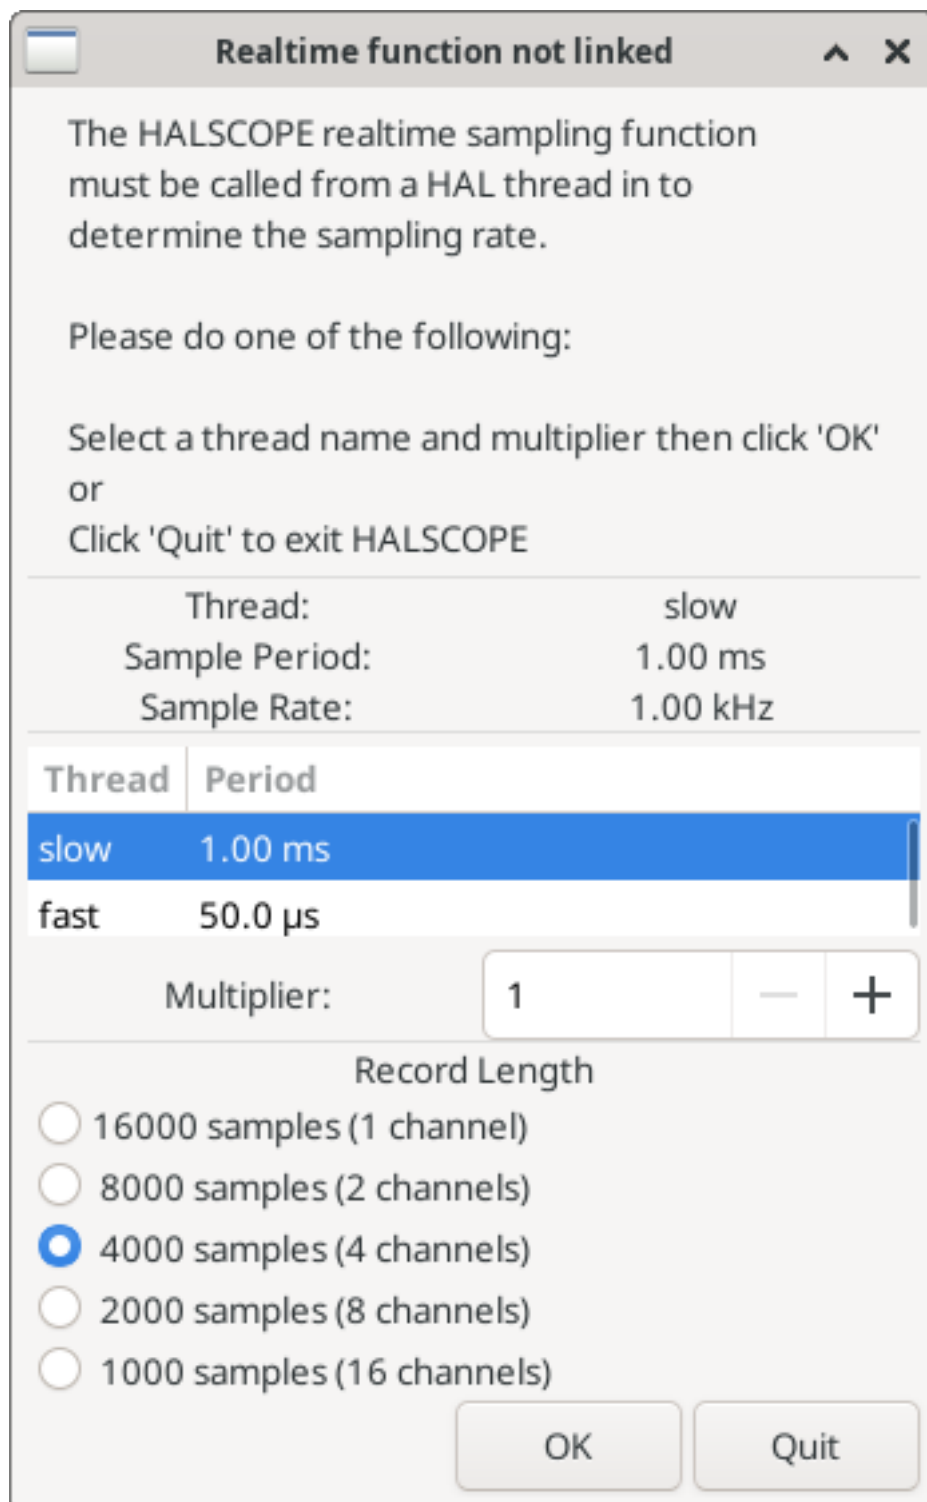 Realtime function not linked
The HALSCOPE realtime sampling function
must be called from a HAL thread in to
determine the sampling rate.
Please do one of the following:
Select a thread name and multiplier then click 'OK'
or
Click 'Quit' to exit HALSCOPE
Thread: slow
Sample Period: 1.00 ms
Sample Rate: 1.00 kHz
Thread Period
slow 1.00 ms
fast 50.0 µs
Multiplier: 1
Record Length
16000 samples (1 channel)
8000 samples (2 channels)
4000 samples (4 channels)
2000 samples (8 channels)
1000 samples (16 channels)
OK Quit